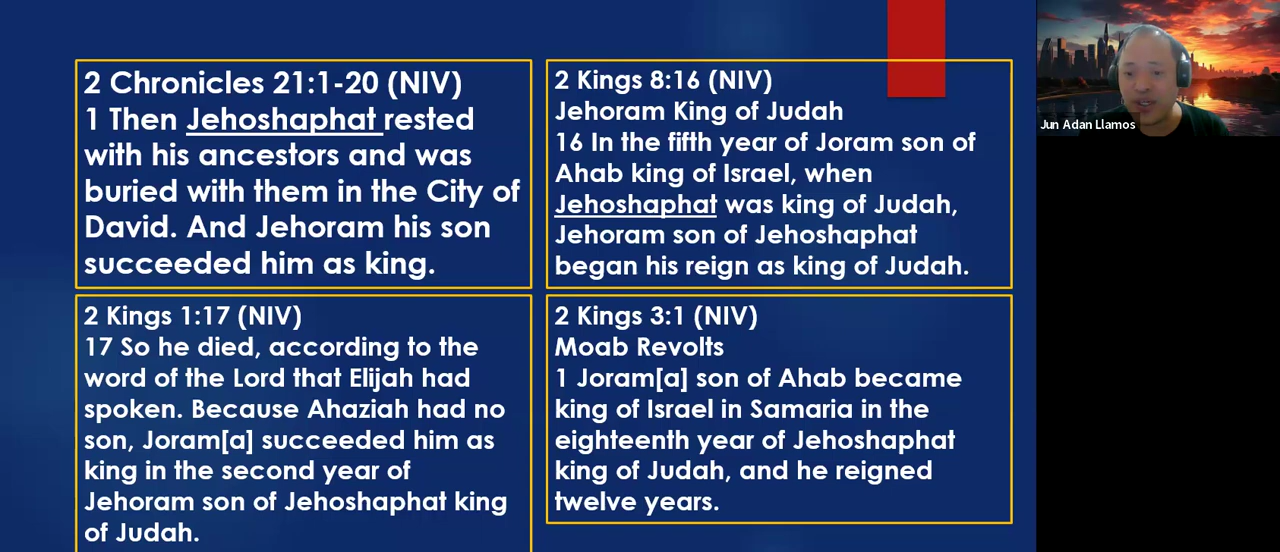 2 Chronicles 21:1-20 (NIV)
1 Then Jehoshaphat rested
with his ancestors and was
buried with them in the City of
David. And Jehoram his son
succeeded him as king.
2 Kings 8:16 (NIV)
Jehoram King of Judah
16 In the fifth year of Joram son of
Ahab king of Israel, when
Jehoshaphat was king of Judah,
Jehoram son of Jehoshaphat
began his reign as king of Judah.
2 Kings 1:17 (NIV)
17 So he died, according to the
word of the Lord that Elijah had
spoken. Because Ahaziah had no
son, Joram[a] succeeded him as
king in the second year of
Jehoram son of Jehoshaphat king
of Judah.
2 Kings 3:1 (NIV)
Moab Revolts
1 Joram[a] son of Ahab became
king of Israel in Samaria in the
eighteenth year of Jehoshaphat
king of Judah, and he reigned
twelve years.
Jun Adan Llamos